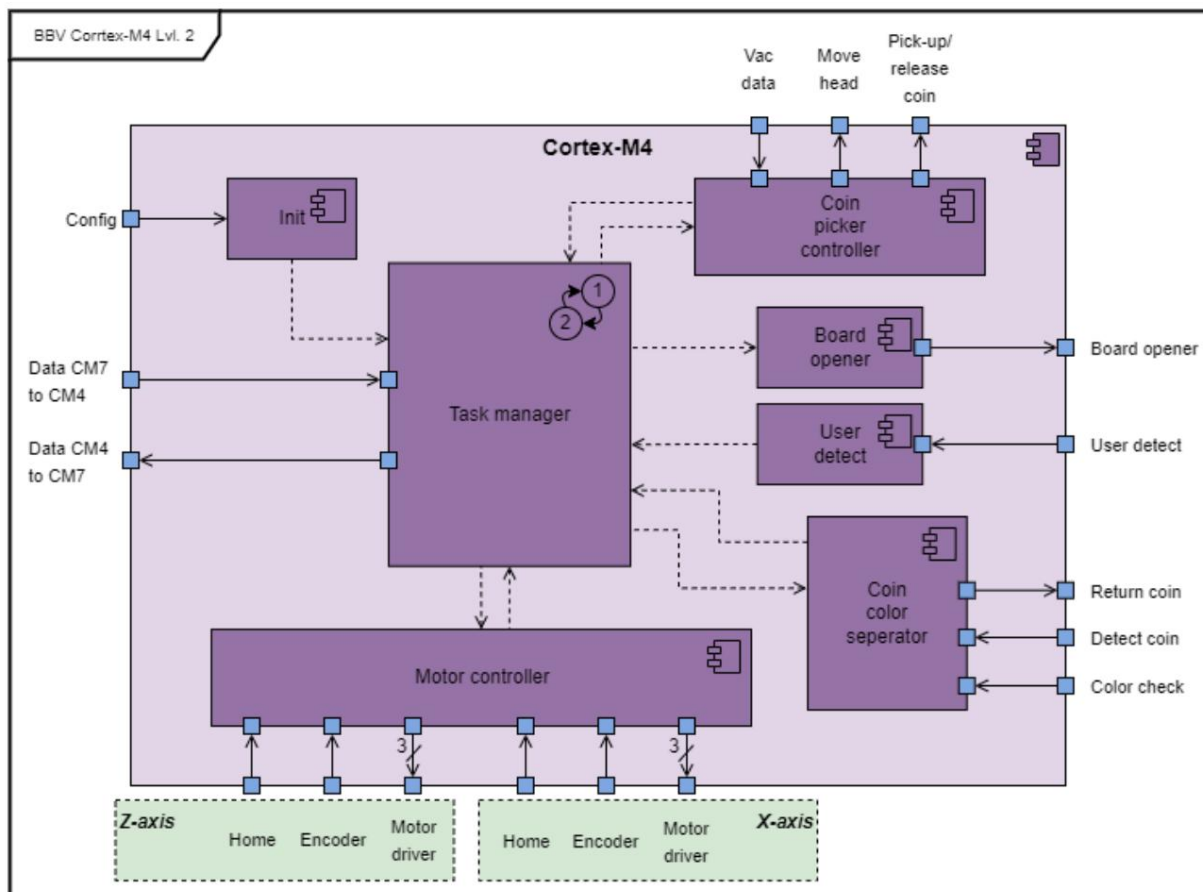 BBV Corrtex-M4 Lvl. 2
Vac
data
Move
head
Pick-up/
release
coin
Cortex-M4
Config
Init
Coin
picker
controller
1
2
Board
opener
Board opener
Data CM7
to CM4
Task manager
User
detect
User detect
Data CM4
to CM7
Coin
color
seperator
Return coin
Detect coin
Color check
Motor controller
3
3
Z-axis
Home
Encoder
Motor
driver
X-axis
Home
Encoder
Motor
driver